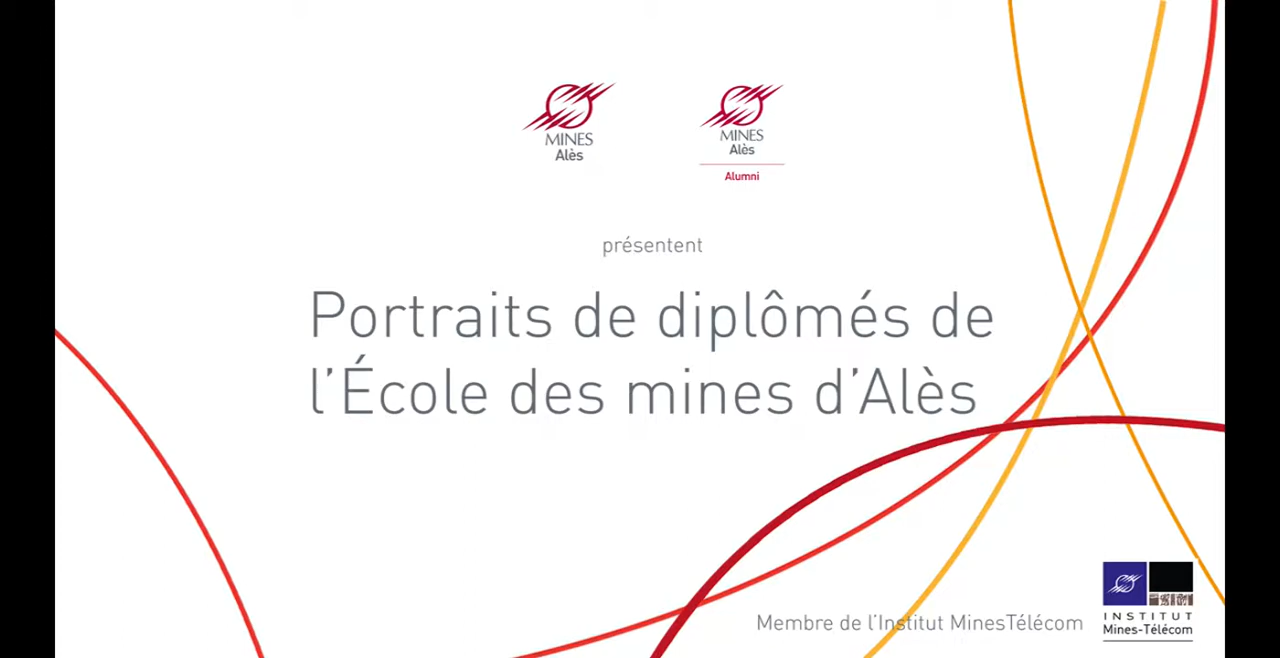 MINES
Alès
MINES
Alès
Alumni
présentent
Portraits de diplômés de
l'École des mines d'Alès
Membre de l'Institut MinesTélécom
INSTITUT
Mines-Télécom